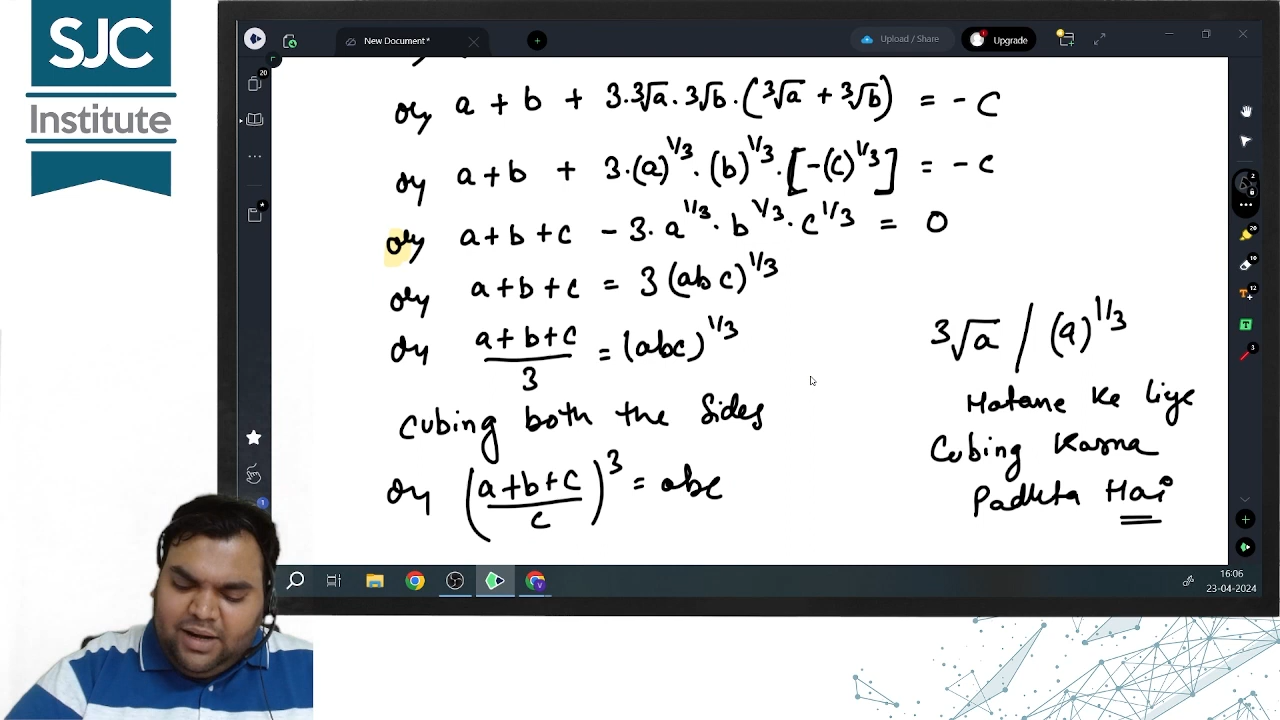 SJC
Institute
New Document*
Upload / Share
Upgrade
or a + b + 3.∛a.∛b.(∛a + ∛b) = - C
or a + b + 3.(a)^1/3.(b)^1/3.[-(c)^1/3] = - c
or a + b + c - 3. a^1/3. b^1/3. c^1/3 = 0
or a + b + c = 3 (abc)^1/3
or (a + b + c)/3 = (abc)^1/3
Cubing both the Sides
or ((a + b + c)/c)^3 = abc
∛a / (a)^1/3
Hatane Ke liye
Cubing Karna
Padhta Hai
16:06
23-04-2024